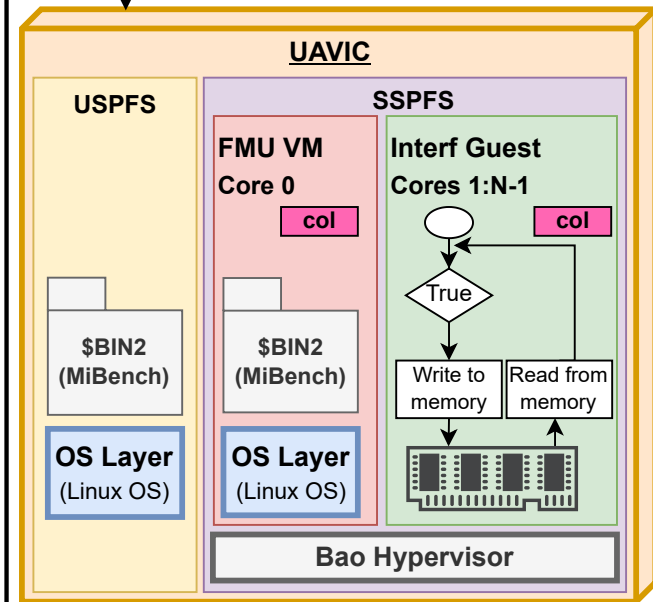 UAVIC
USPFS
SSPFS
FMU VM
Core 0
col
Interf Guest
Cores 1:N-1
col
True
$BIN2
(MiBench)
$BIN2
(MiBench)
Write to
memory
Read from
memory
OS Layer
(Linux OS)
OS Layer
(Linux OS)
Bao Hypervisor